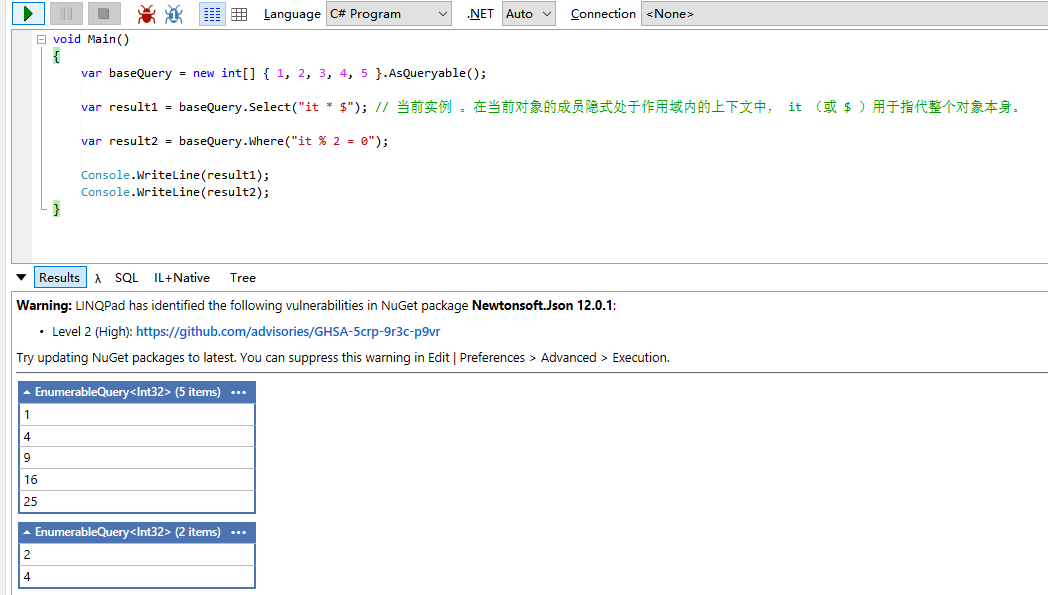 Language C# Program .NET Auto Connection <None>
void Main()
{
var baseQuery = new int[] { 1, 2, 3, 4, 5 }.AsQueryable();
var result1 = baseQuery.Select("it * $"); // 当前实例 。在当前对象的成员隐式处于作用域内的上下文中， it （或 $ ）用于指代整个对象本身。
var result2 = baseQuery.Where("it % 2 = 0");
Console.WriteLine(result1);
Console.WriteLine(result2);
}
Results λ SQL IL+Native Tree
Warning: LINQPad has identified the following vulnerabilities in NuGet package Newtonsoft.Json 12.0.1:
• Level 2 (High): https://github.com/advisories/GHSA-5crp-9r3c-p9vr
Try updating NuGet packages to latest. You can suppress this warning in Edit | Preferences > Advanced > Execution.
EnumerableQuery<Int32> (5 items) •••
1
4
9
16
25
EnumerableQuery<Int32> (2 items) •••
2
4